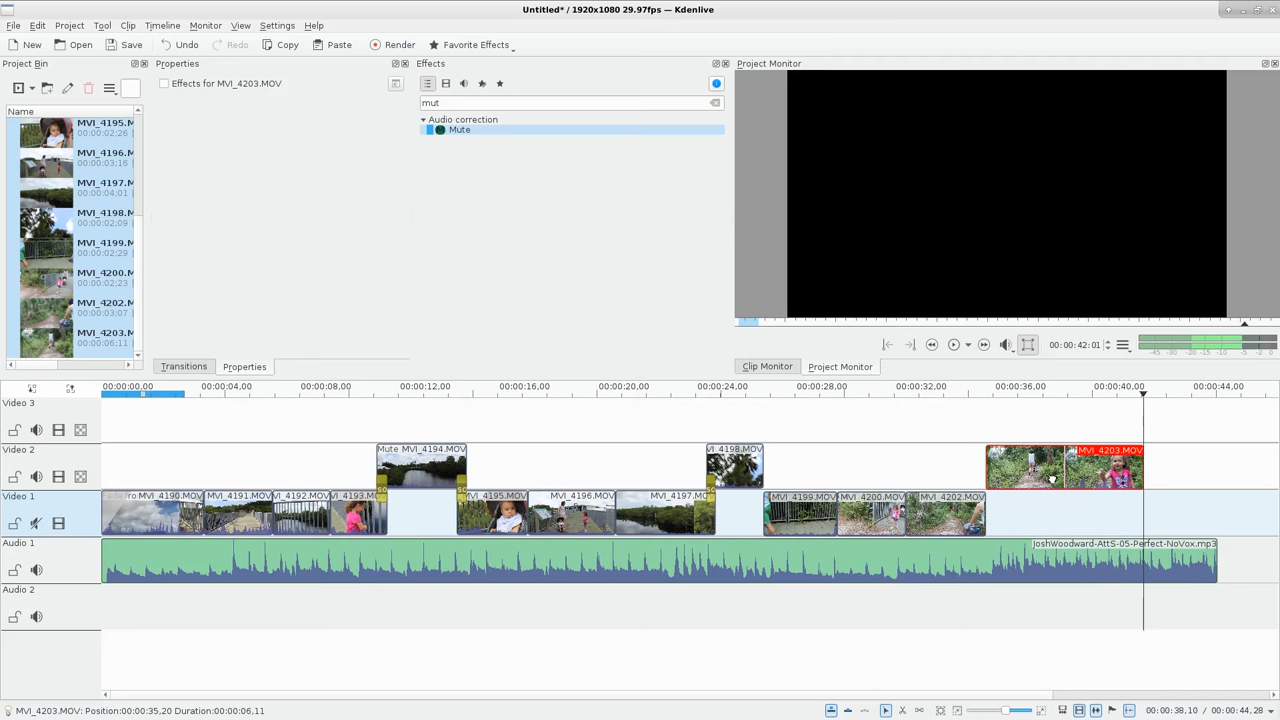 Untitled* / 1920x1080 29.97fps — Kdenlive
File Edit Project Tool Clip Timeline Monitor View Settings Help
New Open Save Undo Redo Copy Paste Render Favorite Effects
Project Bin Properties Effects Project Monitor
Effects for MVI_4203.MOV
mut
Name
Audio correction
Mute
MVI_4195.M
00:00:02;26
MVI_4196.M
00:00:03;16
MVI_4197.M
00:00:04;01
MVI_4198.M
00:00:02;09
MVI_4199.M
00:00:02;29
MVI_4200.M
00:00:02;23
MVI_4202.M
00:00:03;07
MVI_4203.M
00:00:06;11
00:00:42:01
-45 -30 -20 -15 -10 -5 -2 0
Transitions Properties Clip Monitor Project Monitor
00:00:00,00 00:00:04,00 00:00:08,00 00:00:12,00 00:00:16,00 00:00:20,00 00:00:24,00 00:00:28,00 00:00:32,00 00:00:36,00 00:00:40,00 00:00:44,00
Video 3
Video 2
Mute MVI_4194.MOV VI_4198.MOV MVI_4203.MOV
Video 1
MVI_4190.MOV MVI_4191.MOV MVI_4192.MOV I_4193.MOV MVI_4195.MOV MVI_4196.MOV MVI_4197.MOV MVI_4199.MOV MVI_4200.MOV MVI_4202.MOV
Audio 1
JoshWoodward-AttS-05-Perfect-NoVox.mp3
Audio 2
MVI_4203.MOV: Position:00:00:35,20 Duration:00:00:06,11
00:00:38,10 / 00:00:44,28